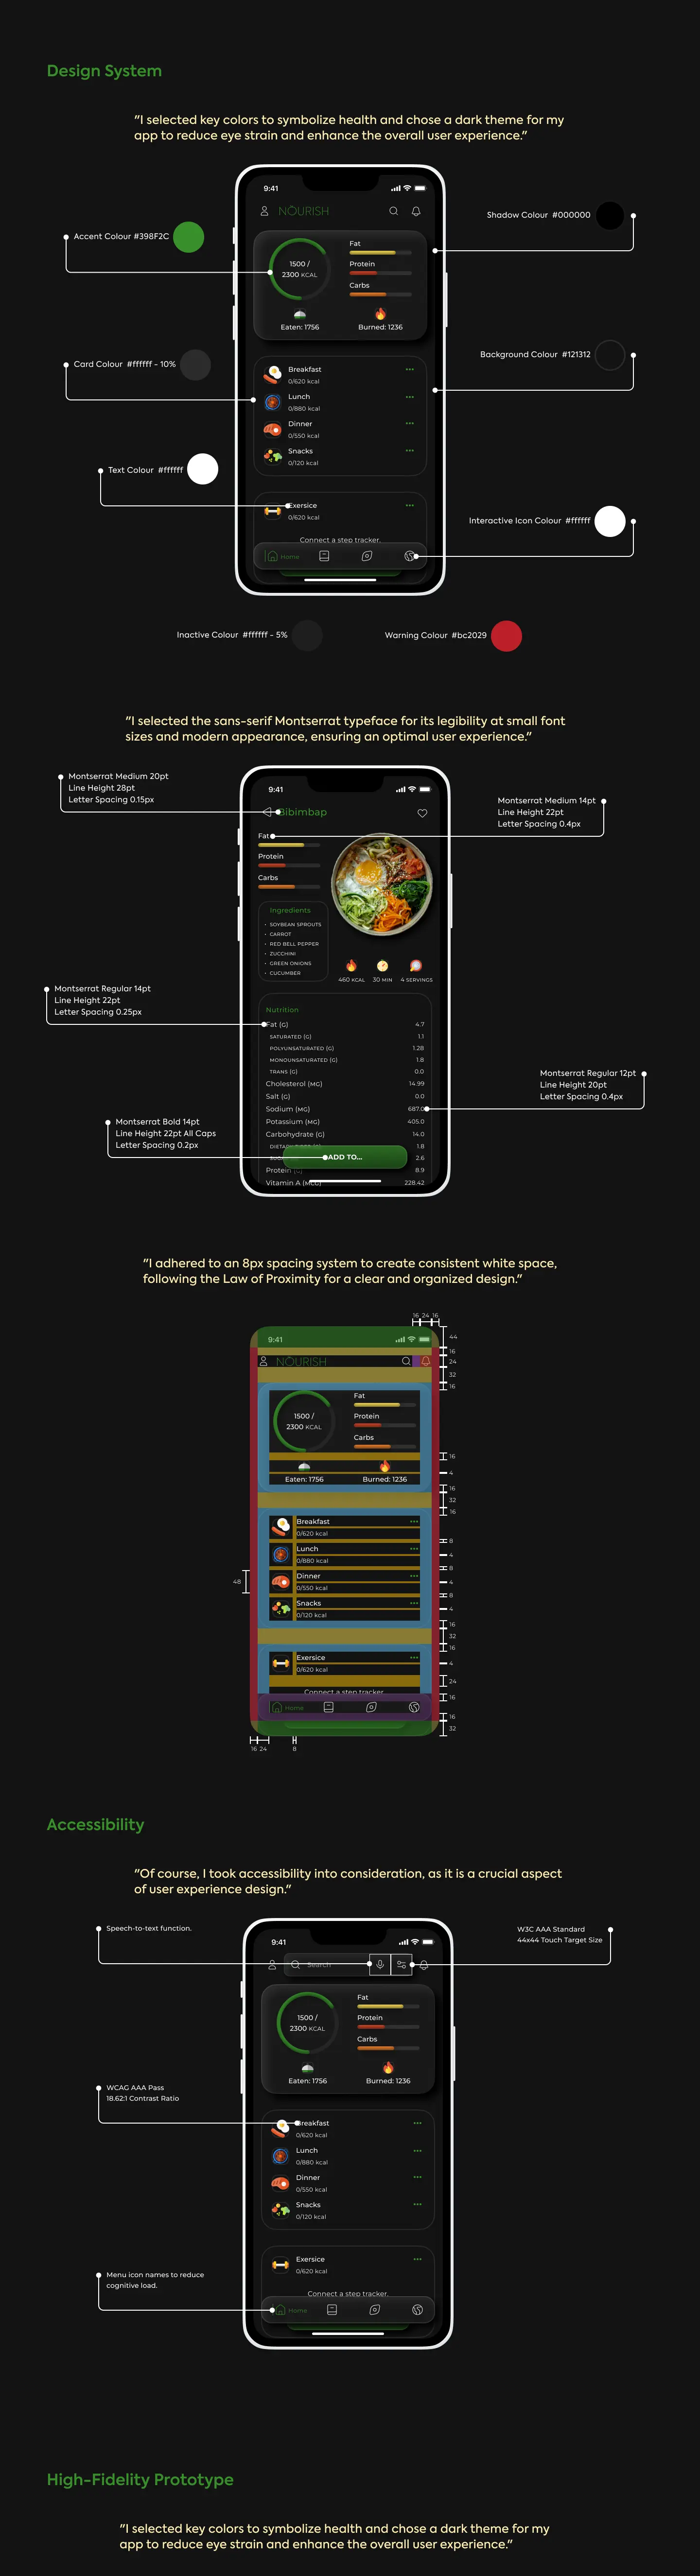 Design System
"I selected key colors to symbolize health and chose a dark theme for my
app to reduce eye strain and enhance the overall user experience."
9:41
NOURISH
Shadow Colour #000000
Accent Colour #398F2C
1500 /
2300 KCAL
Fat
Protein
Carbs
Eaten: 1756
Burned: 1236
Card Colour #ffffff - 10%
Background Colour #121312
Breakfast
0/620 kcal
Lunch
0/880 kcal
Dinner
0/550 kcal
Snacks
0/120 kcal
Text Colour #ffffff
Exersice
0/620 kcal
Connect a step tracker.
Interactive Icon Colour #ffffff
Home
Inactive Colour #ffffff - 5%
Warning Colour #bc2029
"I selected the sans-serif Montserrat typeface for its legibility at small font
sizes and modern appearance, ensuring an optimal user experience."
Montserrat Medium 20pt
Line Height 28pt
Letter Spacing 0.15px
9:41
Bibimbap
Montserrat Medium 14pt
Line Height 22pt
Letter Spacing 0.4px
Fat
Protein
Carbs
Ingredients
• SOYBEAN SPROUTS
• CARROT
• RED BELL PEPPER
• ZUCCHINI
• GREEN ONIONS
• CUCUMBER
460 KCAL
30 MIN
4 SERVINGS
Montserrat Regular 14pt
Line Height 22pt
Letter Spacing 0.25px
Nutrition
Fat (G) 4.7
SATURATED (G) 1.1
POLYUNSATURATED (G) 1.28
MONOUNSATURATED (G) 1.8
TRANS (G) 0.0
Cholesterol (MG) 14.99
Salt (G) 0.0
Sodium (MG) 687.0
Potassium (MG) 405.0
Carbohydrate (G) 14.0
1.8
2.6
Protein 8.9
Vitamin A (MCG) 228.42
ADD TO...
Montserrat Regular 12pt
Line Height 20pt
Letter Spacing 0.4px
Montserrat Bold 14pt
Line Height 22pt All Caps
Letter Spacing 0.2px
"I adhered to an 8px spacing system to create consistent white space,
following the Law of Proximity for a clear and organized design."
16 24 16
9:41
NOURISH
1500 /
2300 KCAL
Fat
Protein
Carbs
Eaten: 1756
Burned: 1236
Breakfast
0/620 kcal
Lunch
0/880 kcal
Dinner
0/550 kcal
Snacks
0/120 kcal
Exersice
0/620 kcal
Connect a step tracker
Home
44
16
24
32
16
16
4
16
32
16
8
4
8
4
8
4
16
32
16
4
24
16
16
32
48
16 24
8
Accessibility
"Of course, I took accessibility into consideration, as it is a crucial aspect
of user experience design."
Speech-to-text function.
W3C AAA Standard
44x44 Touch Target Size
9:41
Search
1500 /
2300 KCAL
Fat
Protein
Carbs
Eaten: 1756
Burned: 1236
WCAG AAA Pass
18.62:1 Contrast Ratio
Breakfast
0/620 kcal
Lunch
0/880 kcal
Dinner
0/550 kcal
Snacks
0/120 kcal
Exersice
0/620 kcal
Connect a step tracker.
Menu icon names to reduce
cognitive load.
Home
High-Fidelity Prototype
"I selected key colors to symbolize health and chose a dark theme for my
app to reduce eye strain and enhance the overall user experience."